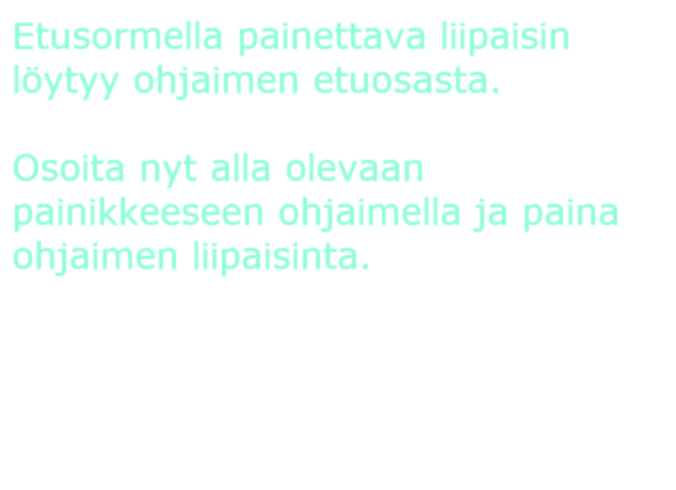 Etusormella painettava liipaisin
löytyy ohjaimen etuosasta.
Osoita nyt alla olevaan
painikkeeseen ohjaimella ja paina
ohjaimen liipaisinta.